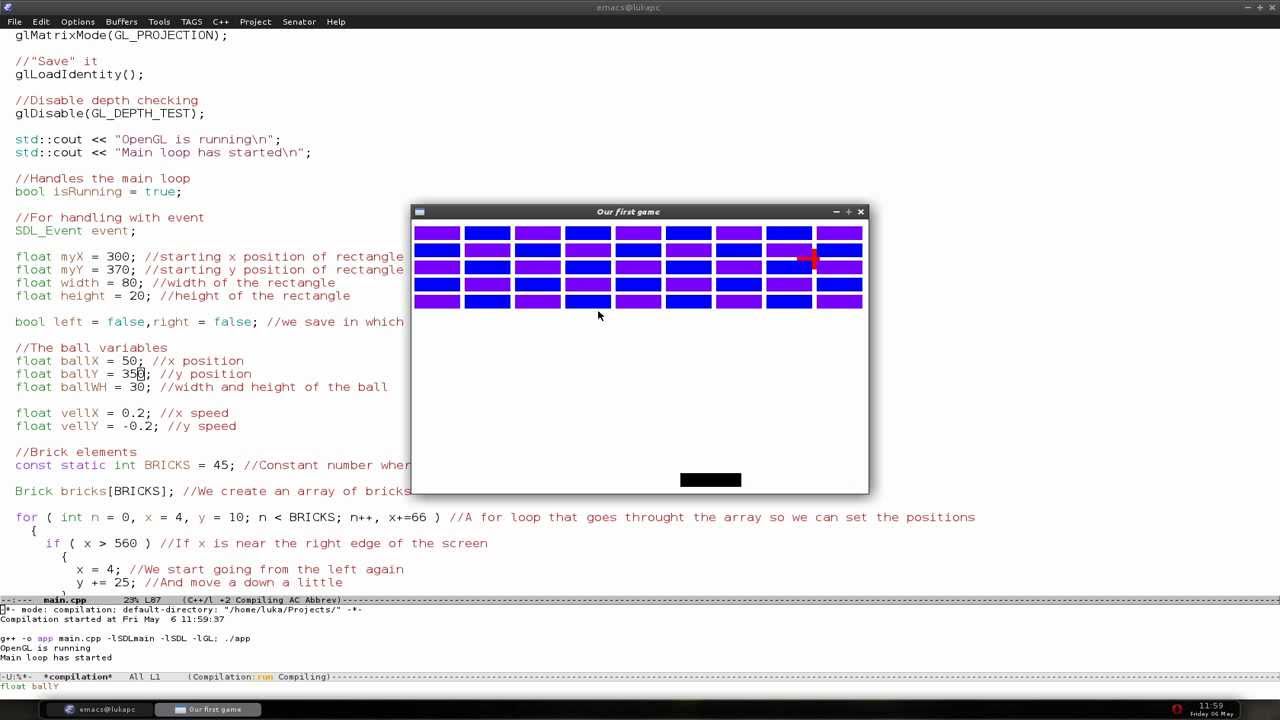 emacs@lukapc
File Edit Options Buffers Tools TAGS C++ Project Senator Help
glMatrixMode(GL_PROJECTION);
//"Save" it
glLoadIdentity();
//Disable depth checking
glDisable(GL_DEPTH_TEST);
std::cout << "OpenGL is running\n";
std::cout << "Main loop has started\n";
//Handles the main loop
bool isRunning = true;
//For handling with event
SDL_Event event;
Our first game
float myX = 300; //starting x position of rectangle
float myY = 370; //starting y position of rectangle
float width = 80; //width of the rectangle
float height = 20; //height of the rectangle
bool left = false,right = false; //we save in which
//The ball variables
float ballX = 50; //x position
float ballY = 350; //y position
float ballWH = 30; //width and height of the ball
float vellX = 0.2; //x speed
float vellY = -0.2; //y speed
//Brick elements
const static int BRICKS = 45; //Constant number wher
Brick bricks[BRICKS]; //We create an array of bricks
for ( int n = 0, x = 4, y = 10; n < BRICKS; n++, x+=66 ) //A for loop that goes throught the array so we can set the positions
{
if ( x > 560 ) //If x is near the right edge of the screen
{
x = 4; //We start going from the left again
y += 25; //And move a down a little
--:--- main.cpp 23% L87 (C++/l +2 Compiling AC Abbrev)
-*- mode: compilation; default-directory: "/home/luka/Projects/" -*-
Compilation started at Fri May 6 11:59:37
g++ -o app main.cpp -lSDLmain -lSDL -lGL; ./app
OpenGL is running
Main loop has started
-U:%*- *compilation* All L1 (Compilation:run Compiling)
float ballY
emacs@lukapc Our first game 11:59
Friday 06 May